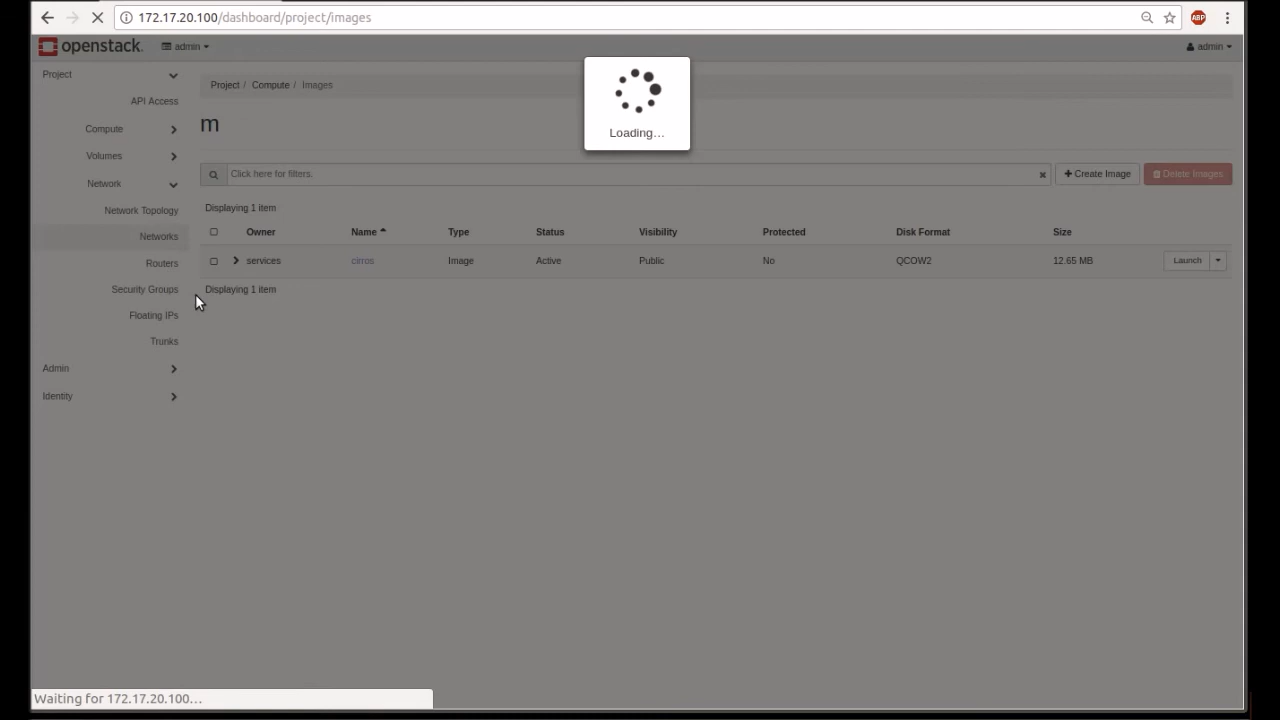 172.17.20.100/dashboard/project/images
ABP
openstack. admin admin
Project
API Access
Compute
Volumes
Network
Network Topology
Networks
Routers
Security Groups
Floating IPs
Trunks
Admin
Identity
Project / Compute / Images
m
Loading...
Click here for filters. Create Image Delete Images
Displaying 1 item
Owner Name Type Status Visibility Protected Disk Format Size
services cirros Image Active Public No QCOW2 12.65 MB Launch
Displaying 1 item
Waiting for 172.17.20.100...